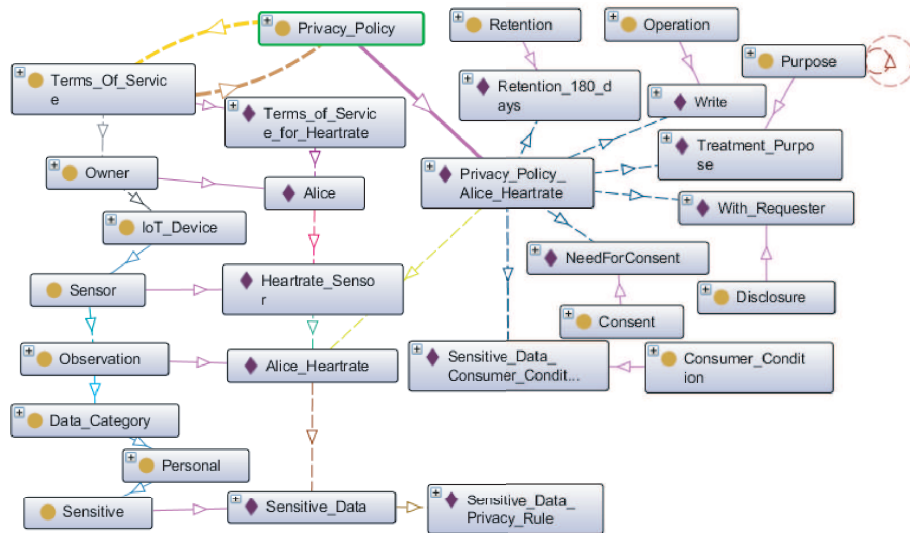 Privacy_Policy
Retention
Operation
Purpose
Terms_Of_Servic
e
Retention_180_d
ays
Write
Terms_of_Servic
e_for_Heartrate
Treatment_Purpo
se
Owner
Alice
Privacy_Policy_
Alice_Heartrate
With_Requester
IoT_Device
NeedForConsent
Sensor
Heartrate_Senso
r
Disclosure
Consent
Observation
Alice_Heartrate
Sensitive_Data_
Consumer_Condit...
Consumer_Condit
ion
Data_Category
Personal
Sensitive
Sensitive_Data
Sensitive_Data_
Privacy_Rule